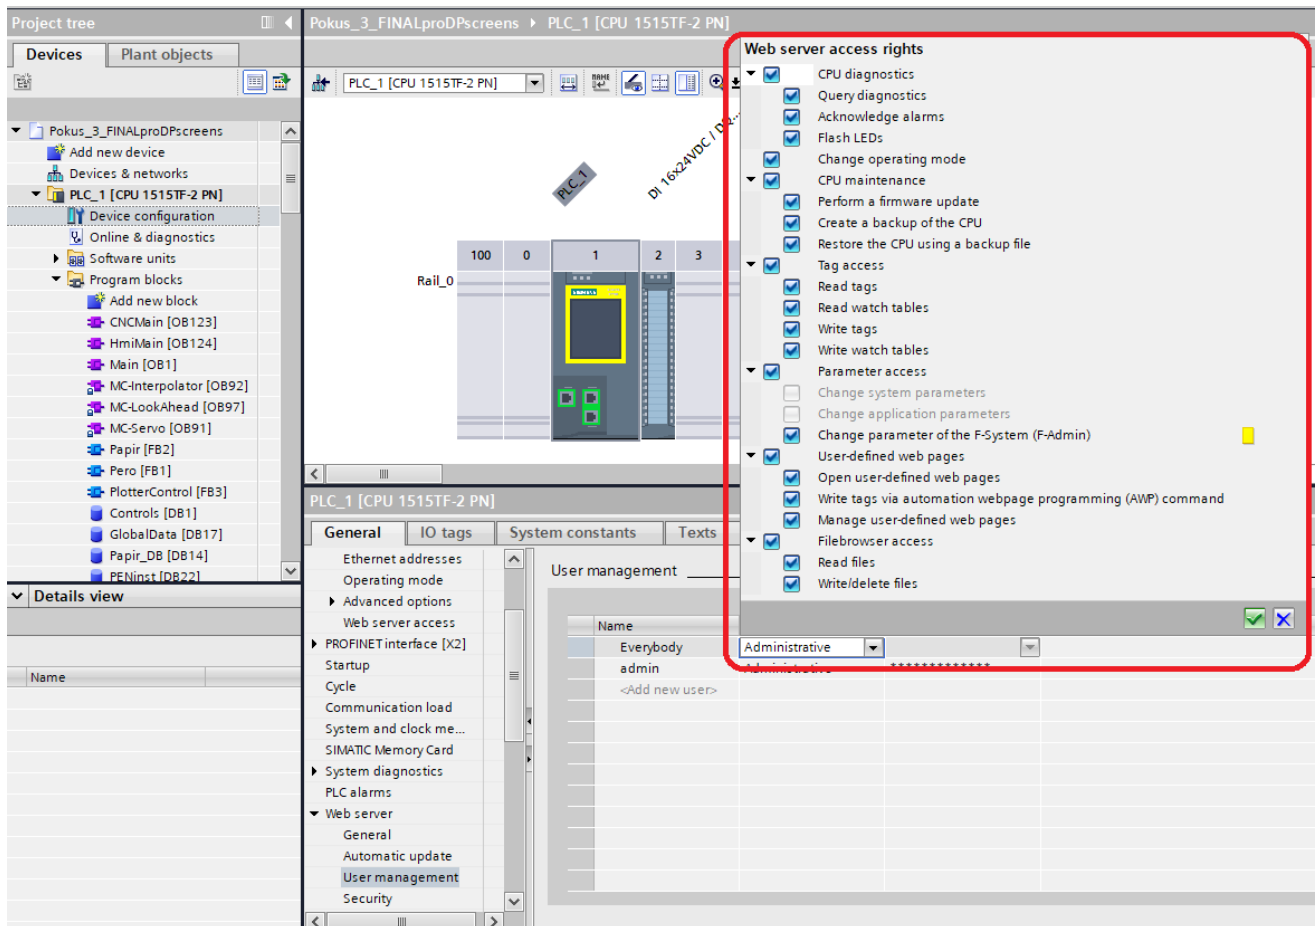 Project tree
Devices
Plant objects
Pokus_3_FINALproDPscreens
Add new device
Devices & networks
PLC_1 [CPU 1515TF-2 PN]
Device configuration
Online & diagnostics
Software units
Program blocks
Add new block
CNCMain [OB123]
HmiMain [OB124]
Main [OB1]
MC-Interpolator [OB92]
MC-LookAhead [OB97]
MC-Servo [OB91]
Papir [FB2]
Pero [FB1]
PlotterControl [FB3]
Controls [DB1]
GlobalData [DB17]
Papir_DB [DB14]
PENinst [DB22]
Details view
Name
Pokus_3_FINALproDPscreens PLC_1 [CPU 1515TF-2 PN]
PLC_1 [CPU 1515TF-2 PN]
NAME
PLC_1
DI 16x24VDC / DQ...
100 0 1 2 3
Rail_0
SIEMENS
PLC_1 [CPU 1515TF-2 PN]
General
IO tags
System constants
Texts
Ethernet addresses
Operating mode
Advanced options
Web server access
PROFINET interface [X2]
Startup
Cycle
Communication load
System and clock me...
SIMATIC Memory Card
System diagnostics
PLC alarms
Web server
General
Automatic update
User management
Security
User management
Name
Everybody Administrative
admin Administrative *************
<Add new user>
Web server access rights
CPU diagnostics
Query diagnostics
Acknowledge alarms
Flash LEDs
Change operating mode
CPU maintenance
Perform a firmware update
Create a backup of the CPU
Restore the CPU using a backup file
Tag access
Read tags
Read watch tables
Write tags
Write watch tables
Parameter access
Change system parameters
Change application parameters
Change parameter of the F-System (F-Admin)
User-defined web pages
Open user-defined web pages
Write tags via automation webpage programming (AWP) command
Manage user-defined web pages
Filebrowser access
Read files
Write/delete files